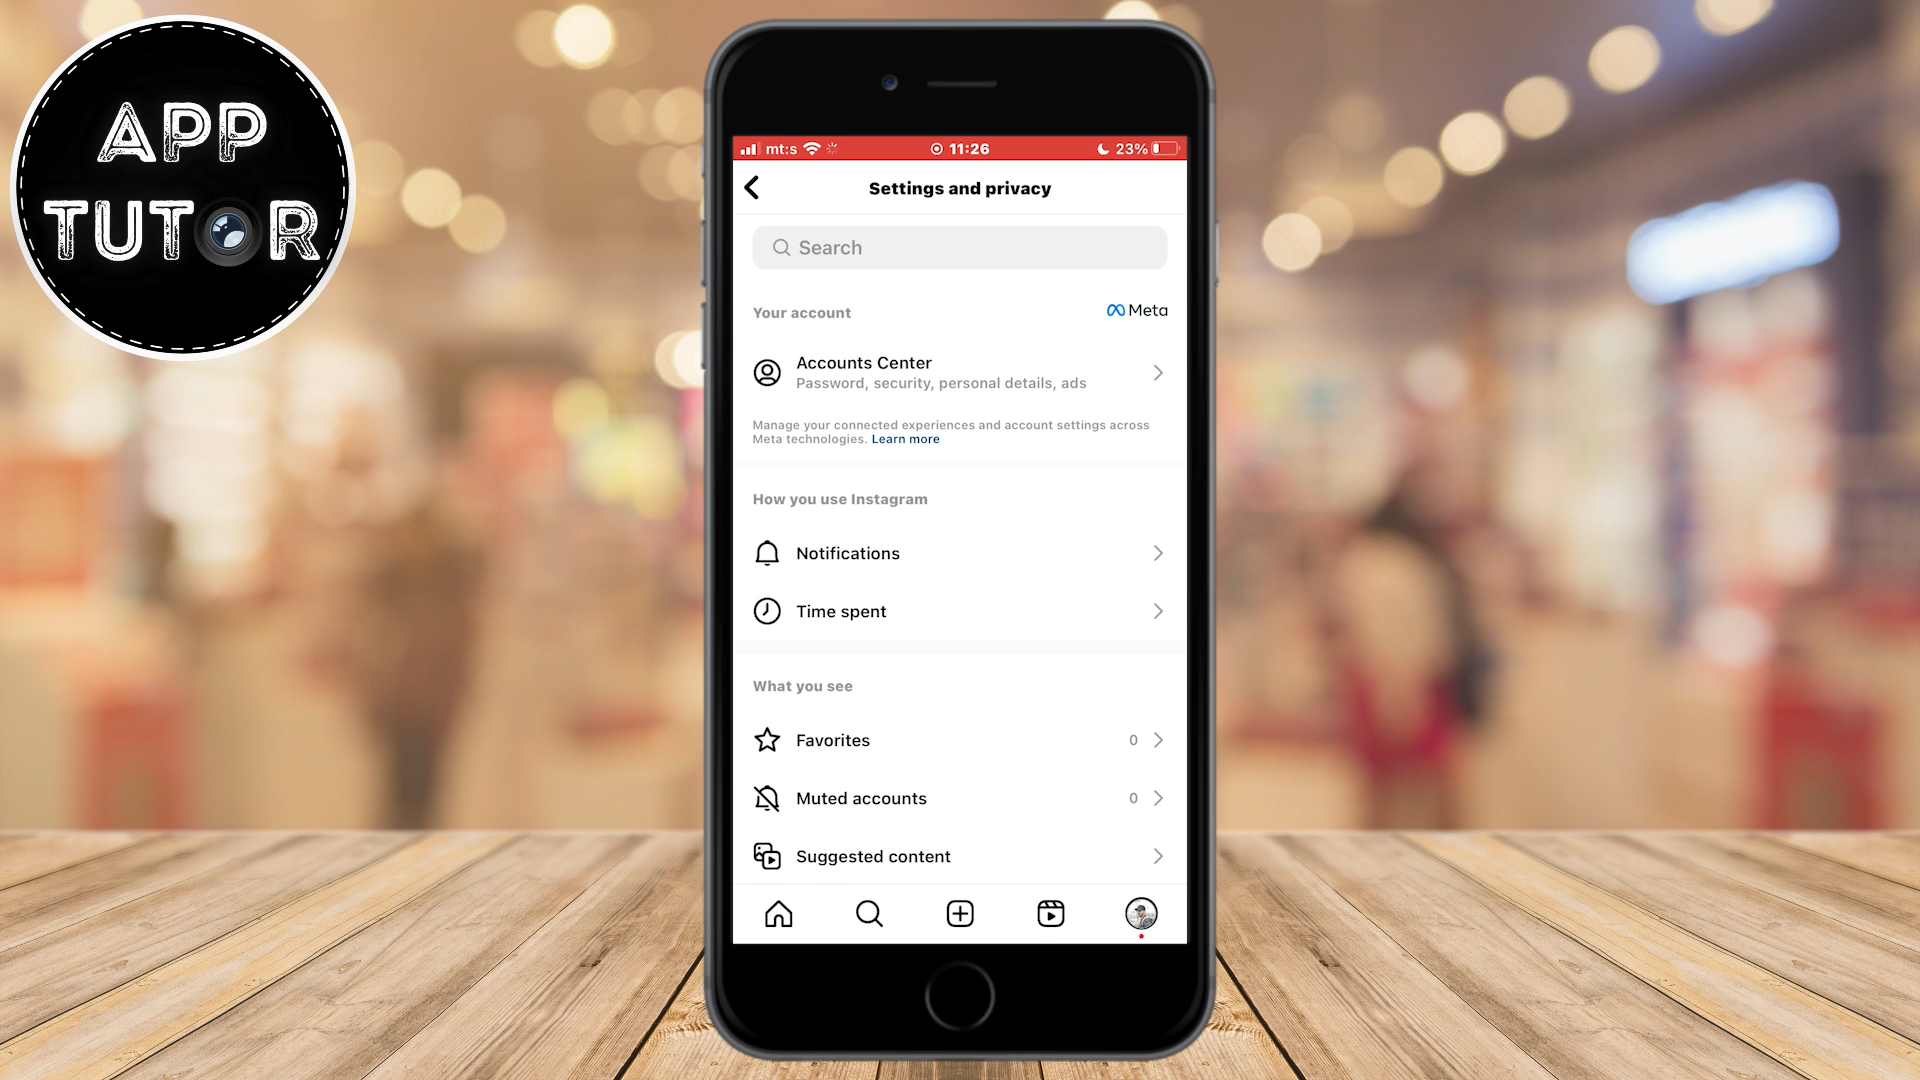 APP
TUTOR
mt:s 11:26 23%
Settings and privacy
Search
Your account Meta
Accounts Center
Password, security, personal details, ads
Manage your connected experiences and account settings across
Meta technologies. Learn more
How you use Instagram
Notifications
Time spent
What you see
Favorites 0
Muted accounts 0
Suggested content